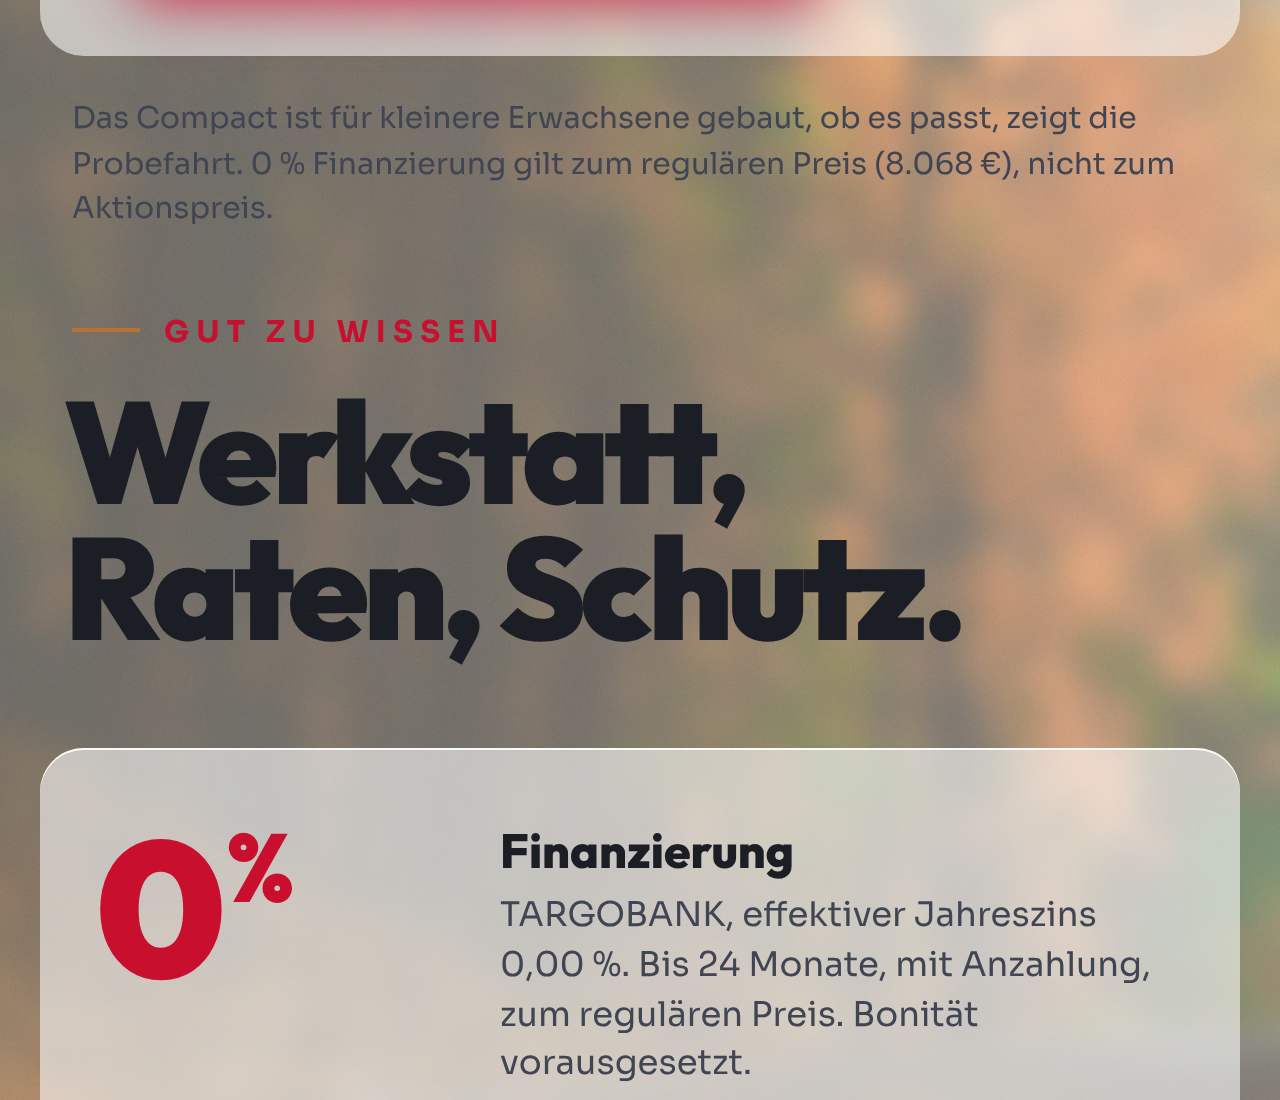 Das Compact ist für kleinere Erwachsene gebaut, ob es passt, zeigt die
Probefahrt. 0 % Finanzierung gilt zum regulären Preis (8.068 €), nicht zum
Aktionspreis.
GUT ZU WISSEN
Werkstatt,
Raten, Schutz.
0%
Finanzierung
TARGOBANK, effektiver Jahreszins
0,00 %. Bis 24 Monate, mit Anzahlung,
zum regulären Preis. Bonität
vorausgesetzt.